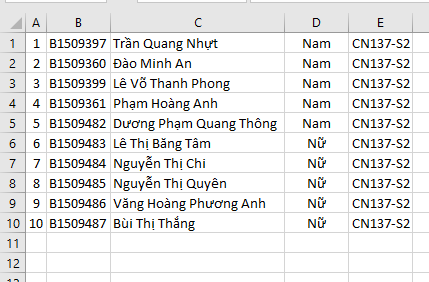 A B C D E
1 1 B1509397 Trần Quang Nhựt Nam CN137-S2
2 2 B1509360 Đào Minh An Nam CN137-S2
3 3 B1509399 Lê Võ Thanh Phong Nam CN137-S2
4 4 B1509361 Phạm Hoàng Anh Nam CN137-S2
5 5 B1509482 Dương Phạm Quang Thông Nam CN137-S2
6 6 B1509483 Lê Thị Băng Tâm Nữ CN137-S2
7 7 B1509484 Nguyễn Thị Chi Nữ CN137-S2
8 8 B1509485 Nguyễn Thị Quyên Nữ CN137-S2
9 9 B1509486 Văng Hoàng Phương Anh Nữ CN137-S2
10 10 B1509487 Bùi Thị Thắng Nữ CN137-S2
11
12
13